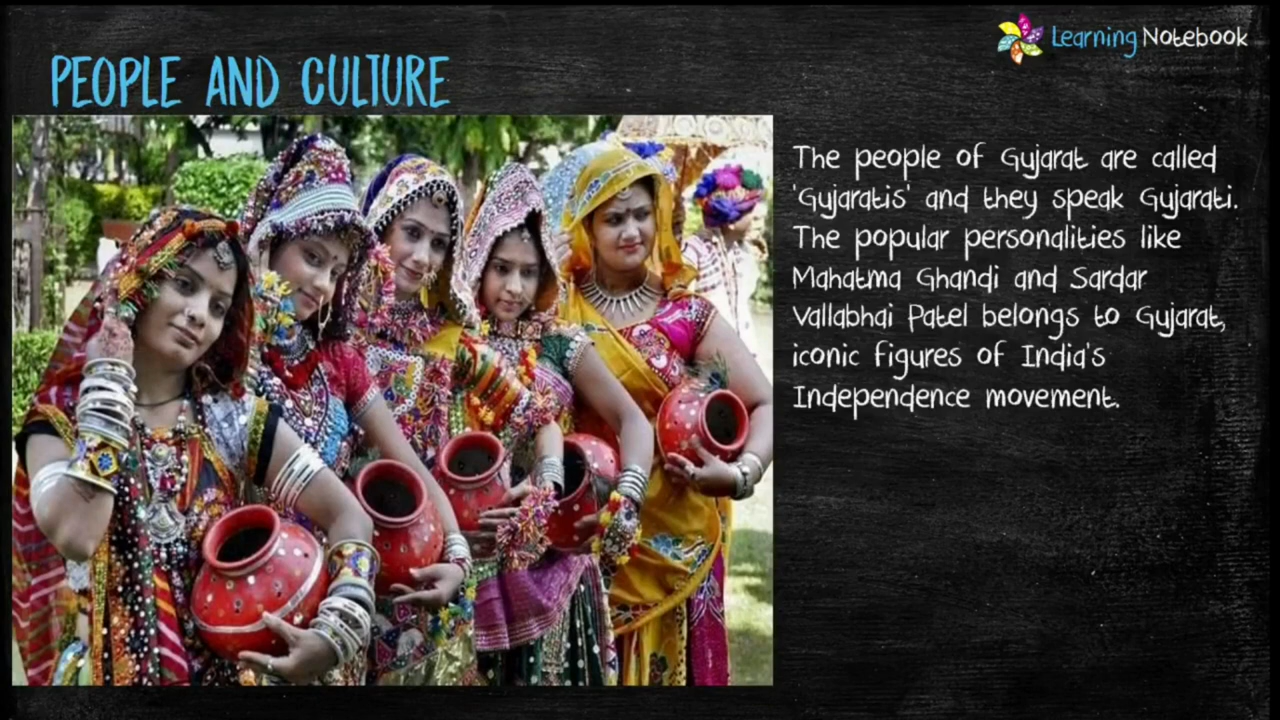 Learning Notebook
PEOPLE AND CULTURE
The people of Gujarat are called
'Gujaratis' and they speak Gujarati.
The popular personalities like
Mahatma Ghandi and Sardar
Vallabhai Patel belongs to Gujarat,
iconic figures of India's
Independence movement.